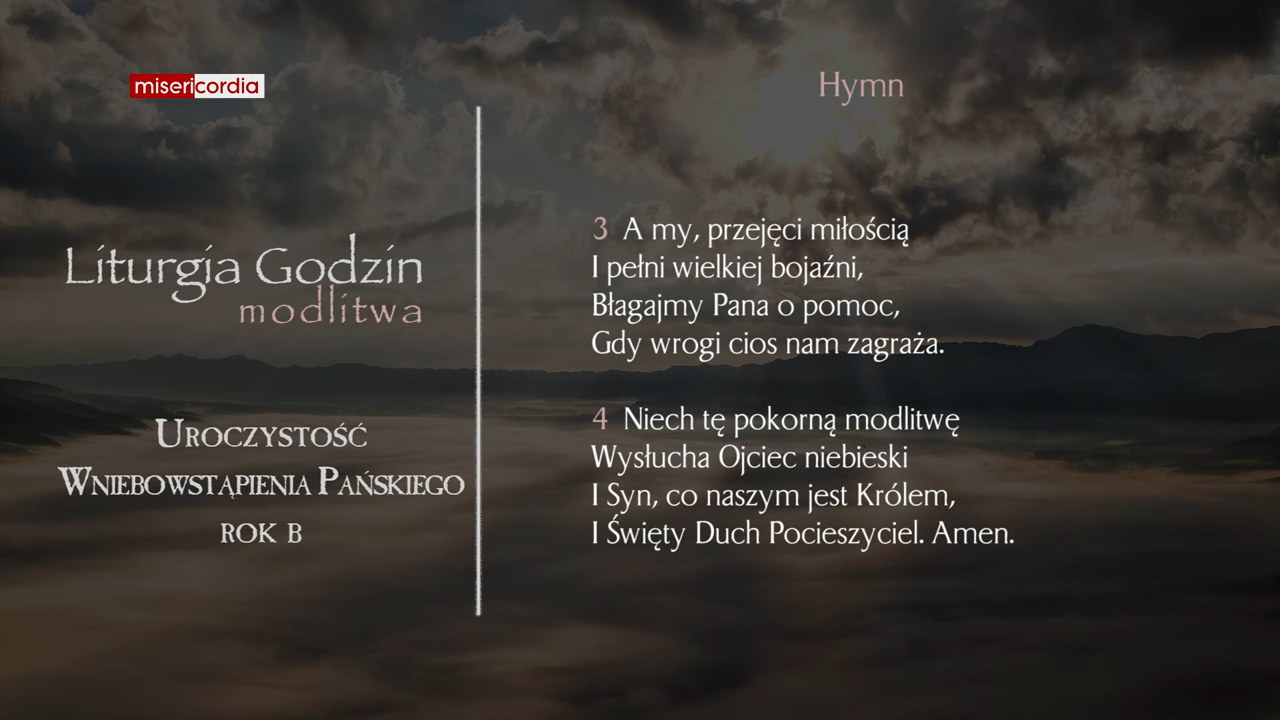 misericordia
Liturgia Godzin
modlitwa
Uroczystość
Wniebowstąpienia Pańskiego
rok B
Hymn
3 A my, przejęci miłością
I pełni wielkiej bojaźni,
Błagajmy Pana o pomoc,
Gdy wrogi cios nam zagraża.
4 Niech tę pokorną modlitwę
Wysłucha Ojciec niebieski
I Syn, co naszym jest Królem,
I Święty Duch Pocieszyciel. Amen.